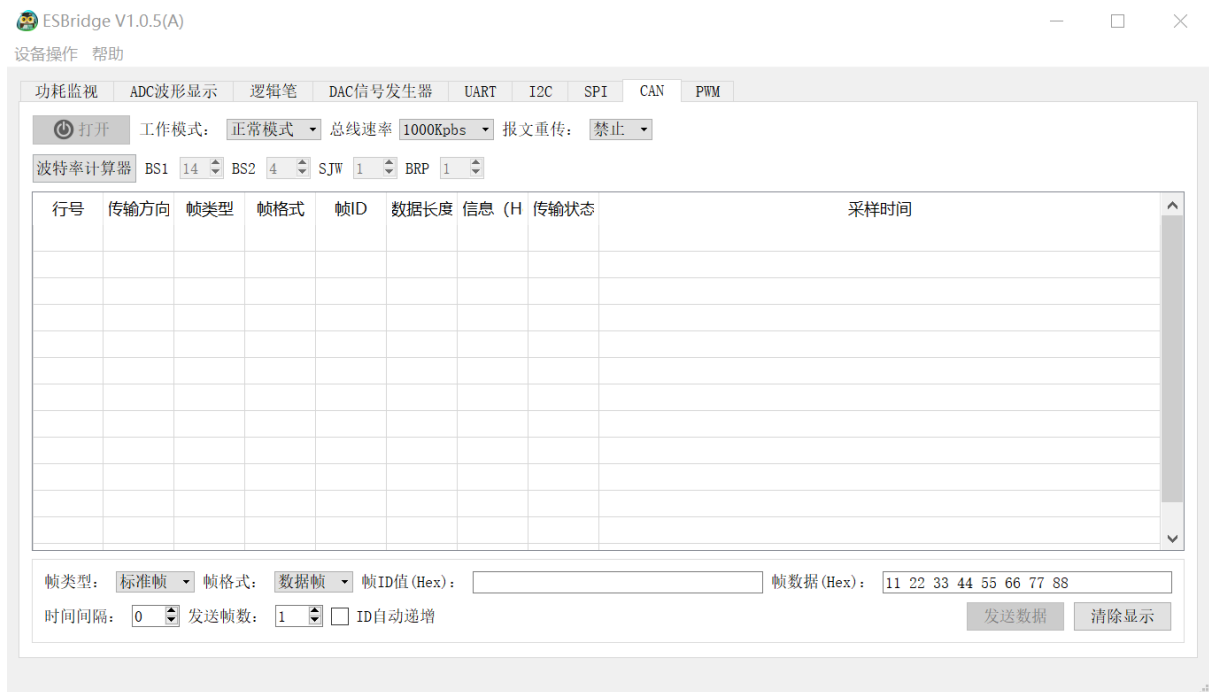 ESBridge V1.0.5(A)
设备操作 帮助
功耗监视 ADC波形显示 逻辑笔 DAC信号发生器 UART I2C SPI CAN PWM
打开 工作模式： 正常模式 总线速率 1000Kpbs 报文重传： 禁止
波特率计算器 BS1 14 BS2 4 SJW 1 BRP 1
行号 传输方向 帧类型 帧格式 帧ID 数据长度 信息（H 传输状态 采样时间
帧类型： 标准帧 帧格式： 数据帧 帧ID值(Hex)： 帧数据(Hex)： 11 22 33 44 55 66 77 88
时间间隔： 0 发送帧数： 1 ID自动递增 发送数据 清除显示